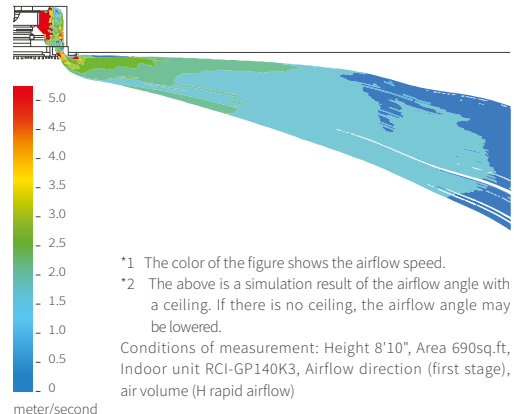 5.0
4.5
4.0
3.5
3.0
2.5
2.0
1.5
1.0
0.5
0
meter/second
*1 The color of the figure shows the airflow speed.
*2 The above is a simulation result of the airflow angle with
a ceiling. If there is no ceiling, the airflow angle may
be lowered.
Conditions of measurement: Height 8'10", Area 690sq.ft,
Indoor unit RCI-GP140K3, Airflow direction (first stage),
air volume (H rapid airflow)